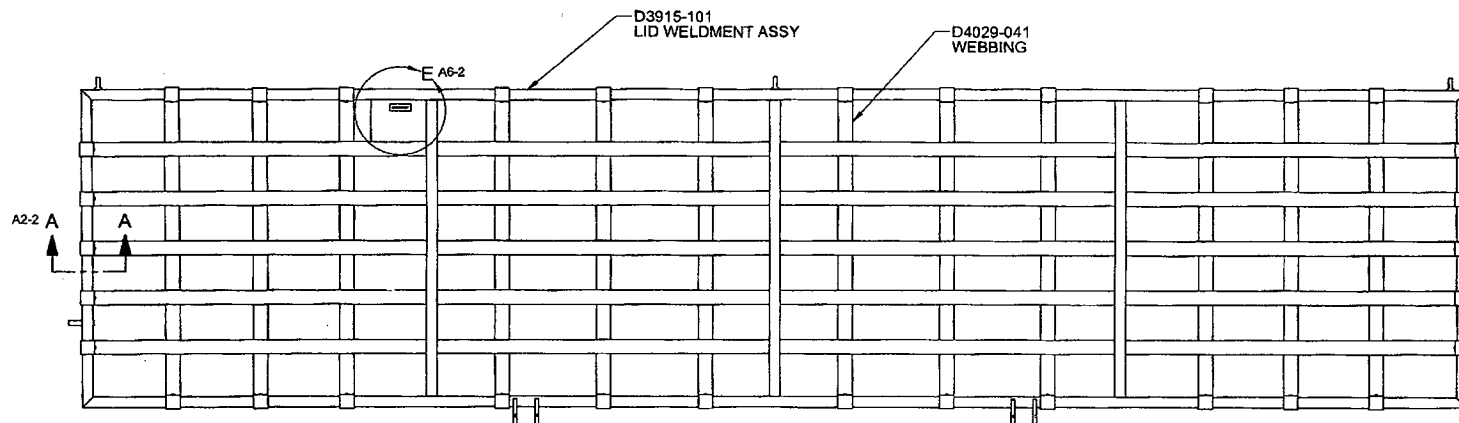 D3915-101
LID WELDMENT ASSY
D4029-041
WEBBING
E A6-2
A2-2 A A